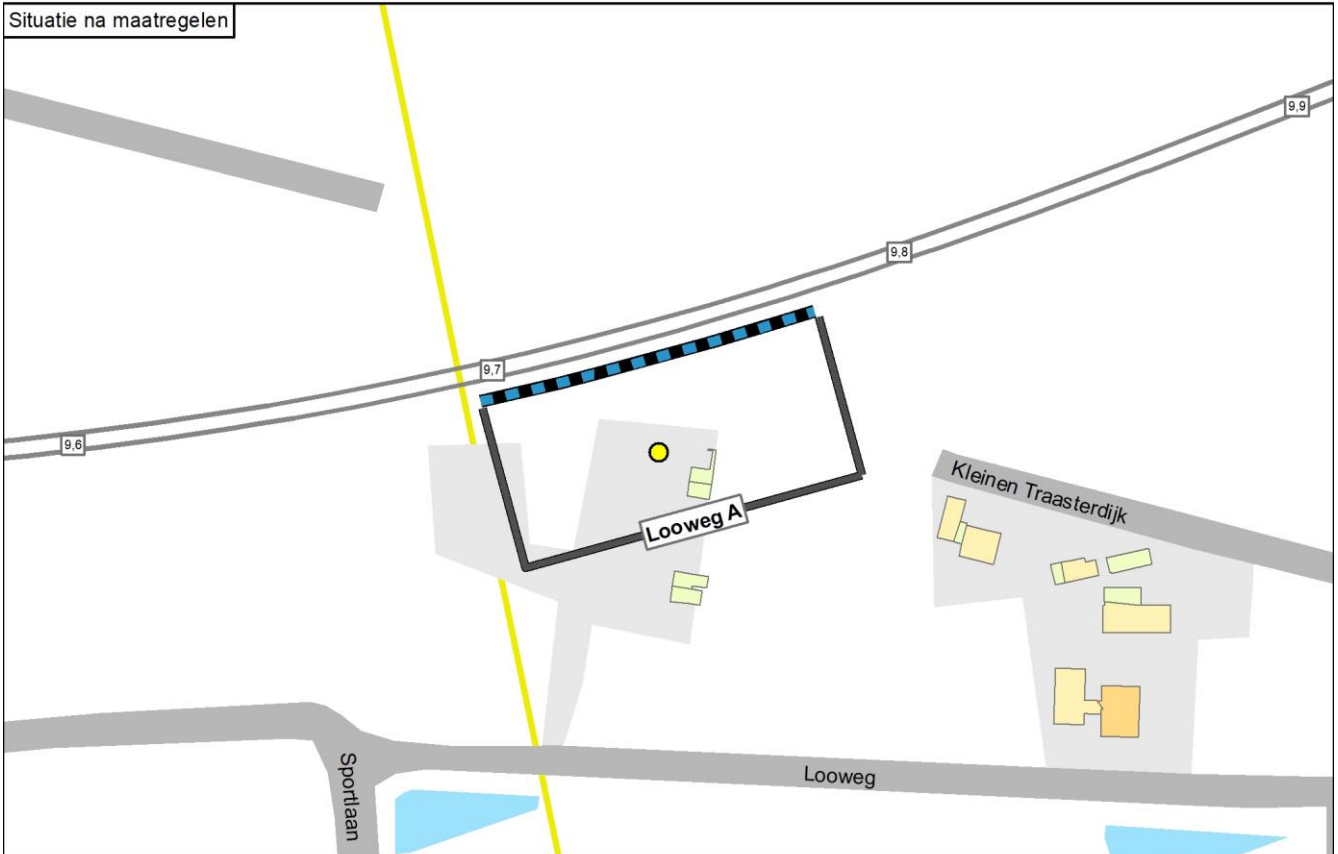 Situatie na maatregelen
9,9
9,8
9,7
9,6
Looweg A
Kleinen Traasterdijk
Sportlaan
Looweg